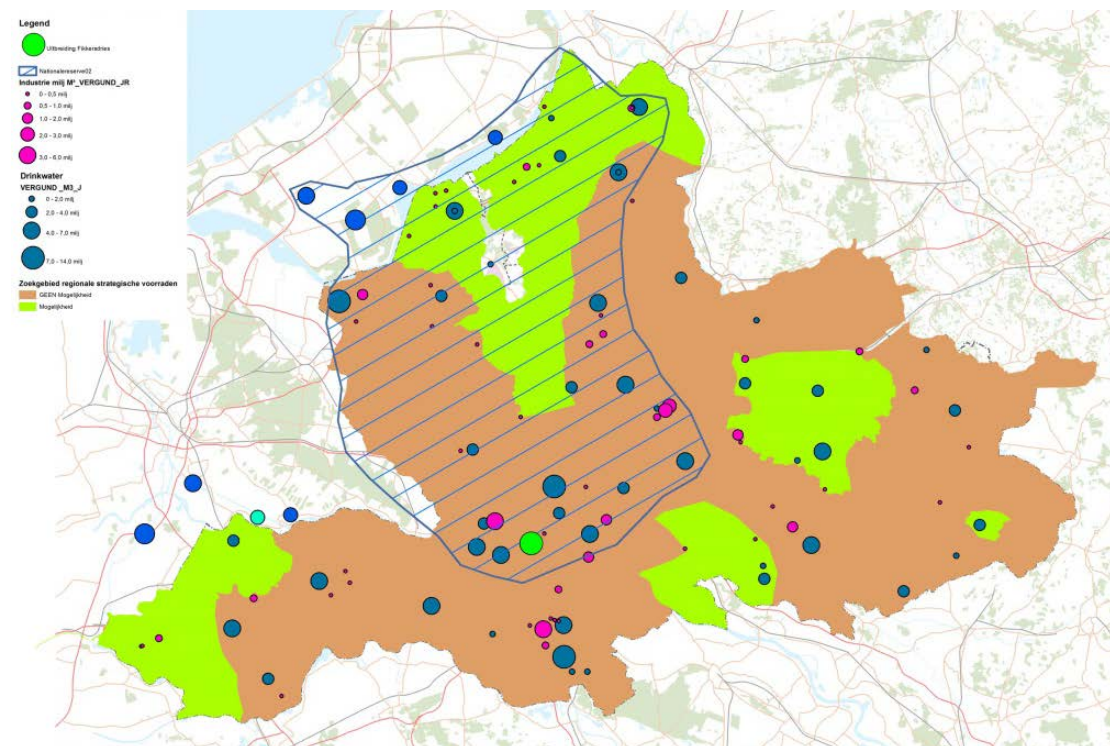 Legend
Uitbreiding Fikkeradries
Nationalereserve02
Industrie milj M³_VERGUND_JR
0 - 0,5 milj
0,5 - 1,0 milj
1,0 - 2,0 milj
2,0 - 3,0 milj
3,0 - 6,0 milj
Drinkwater
VERGUND _M3_J
0 - 2,0 milj
2,0 - 4,0 milj
4,0 - 7,0 milj
7,0 - 14,0 milj
Zoekgebied regionale strategische voorraden
GEEN Mogelijkheid
Mogelijkheid